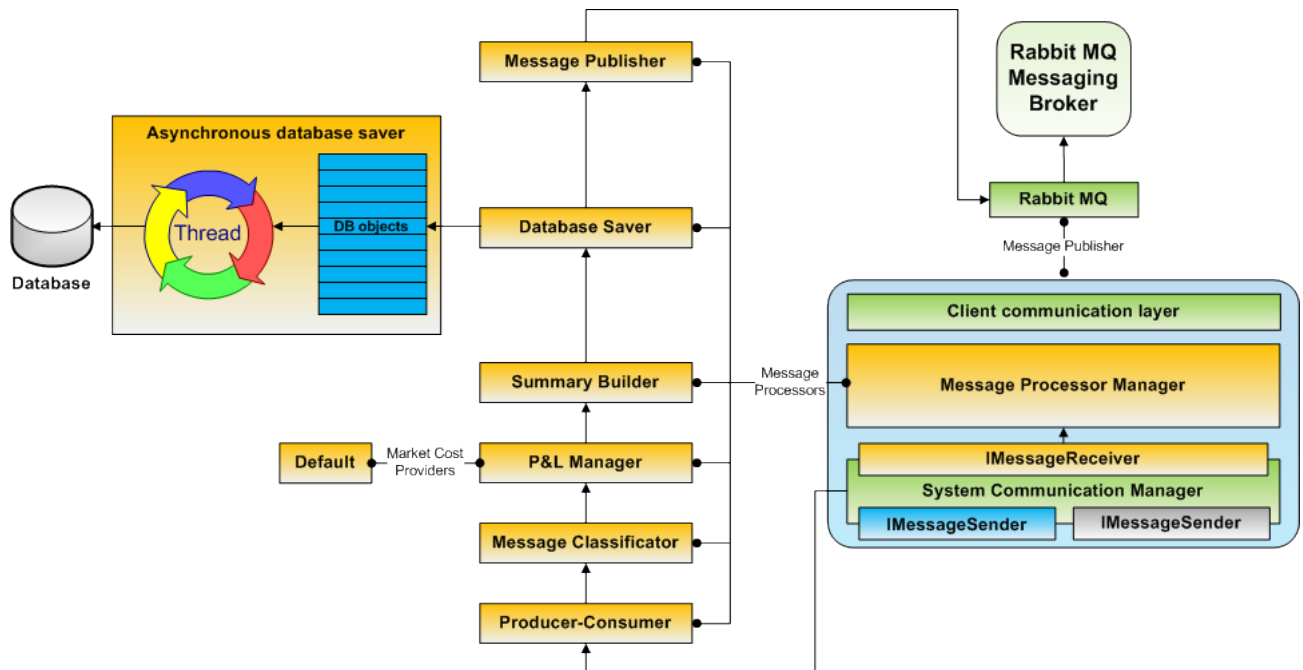 Message Publisher
Rabbit MQ
Messaging
Broker
Asynchronous database saver
Thread
DB objects
Database Saver
Database
Rabbit MQ
Message Publisher
Client communication layer
Summary Builder
Message
Processors
Message Processor Manager
Default
Market Cost
Providers
P&L Manager
IMessageReceiver
System Communication Manager
IMessageSender
IMessageSender
Message Classificator
Producer-Consumer